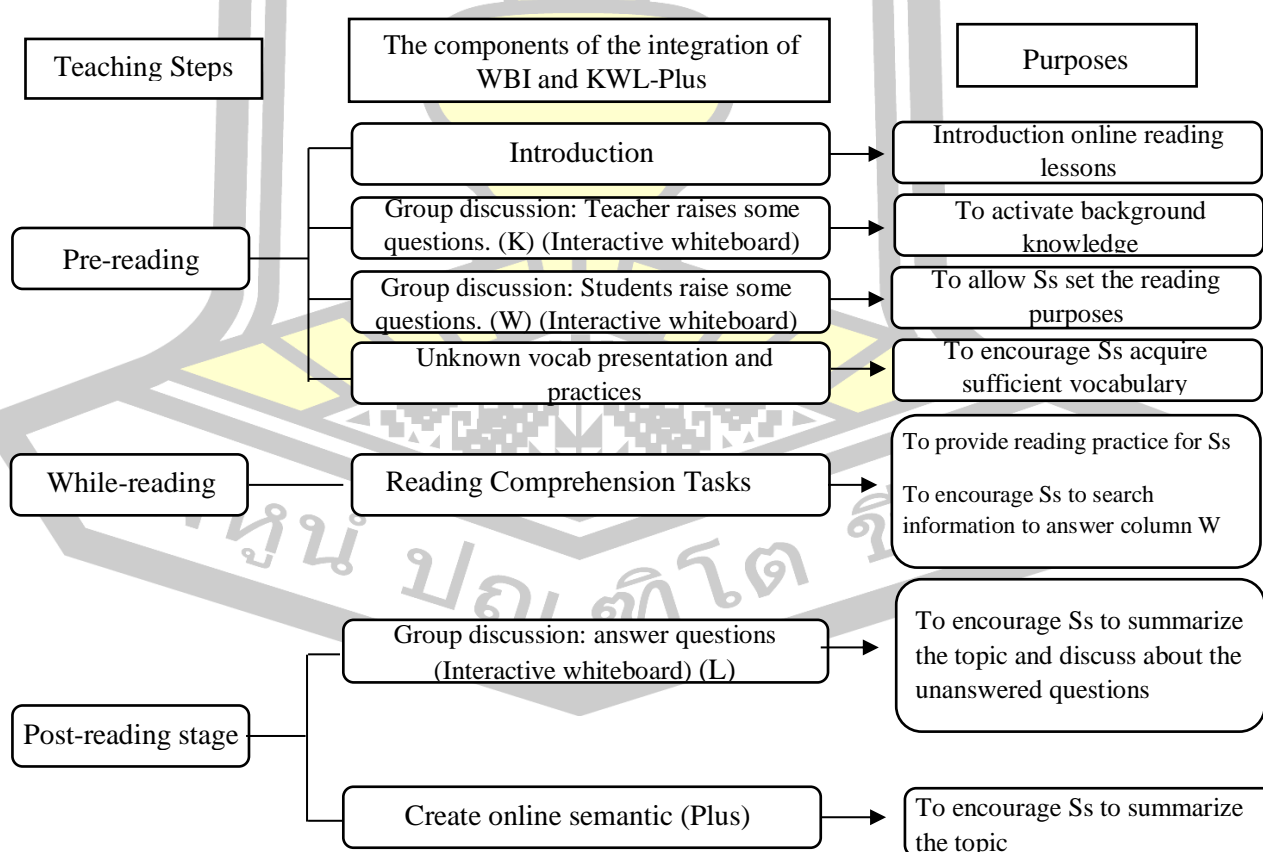 Teaching Steps
The components of the integration of
WBI and KWL-Plus
Purposes
Pre-reading
Introduction
Introduction online reading
lessons
Group discussion: Teacher raises some
questions. (K) (Interactive whiteboard)
To activate background
knowledge
Group discussion: Students raise some
questions. (W) (Interactive whiteboard)
To allow Ss set the reading
purposes
Unknown vocab presentation and
practices
To encourage Ss acquire
sufficient vocabulary
While-reading
Reading Comprehension Tasks
To provide reading practice for Ss
To encourage Ss to search
information to answer column W
Post-reading stage
Group discussion: answer questions
(Interactive whiteboard) (L)
To encourage Ss to summarize
the topic and discuss about the
unanswered questions
Create online semantic (Plus)
To encourage Ss to summarize
the topic